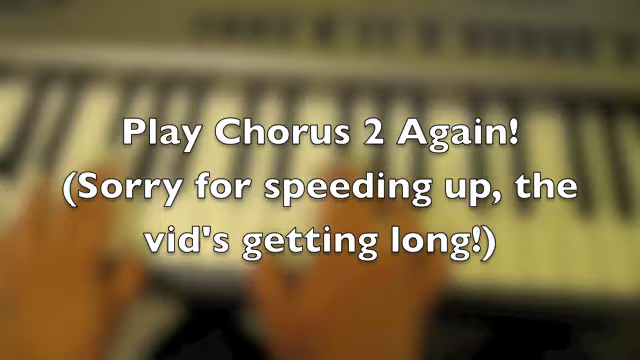 Play Chorus 2 Again!
(Sorry for speeding up, the
vid's getting long!)